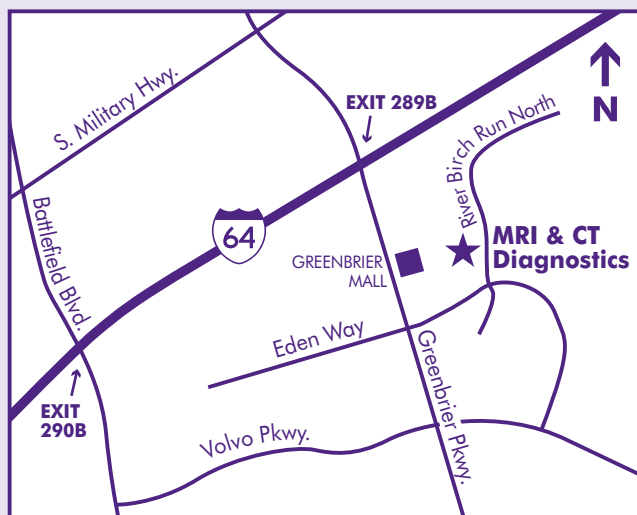 S. Military Hwy.
EXIT 289B
N
River Birch Run North
Battlefield Blvd.
64
GREENBRIER
MALL
MRI & CT
Diagnostics
Eden Way
Greenbrier Pkwy.
EXIT
290B
Volvo Pkwy.